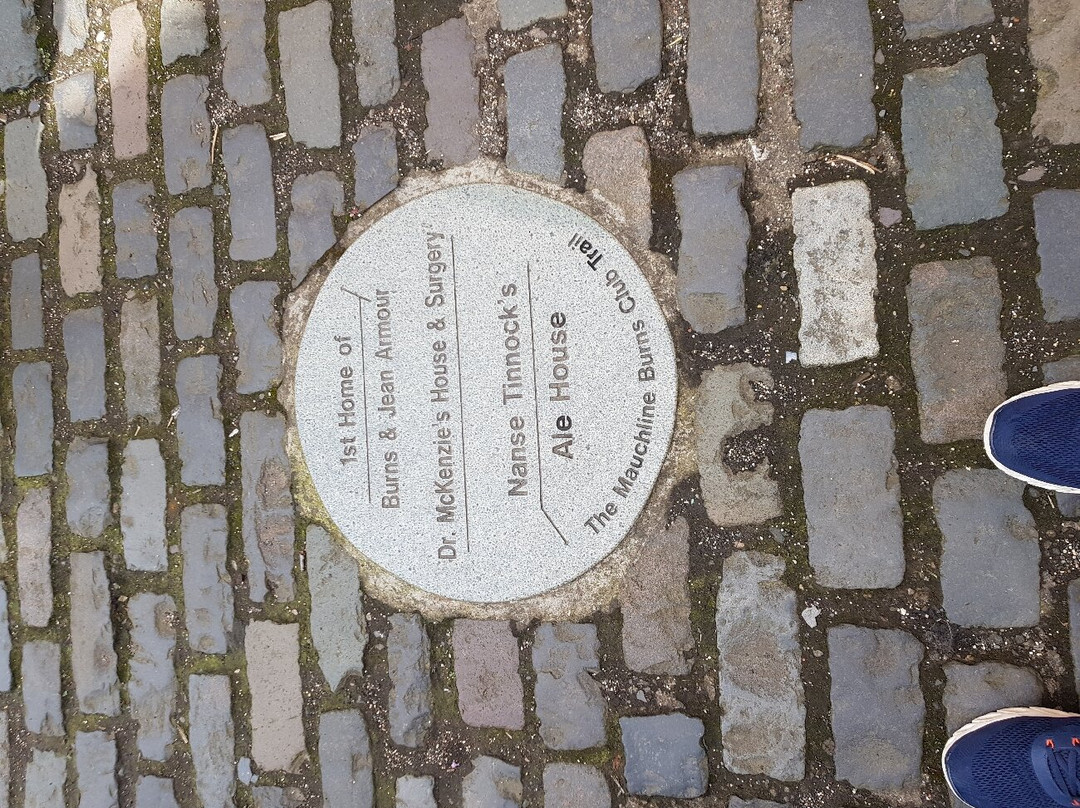 1st Home of
Burns & Jean Armour
Dr. McKenzie's House & Surgery
Nanse Tinnock's
Ale House
The Mauchline Burns Club Trail